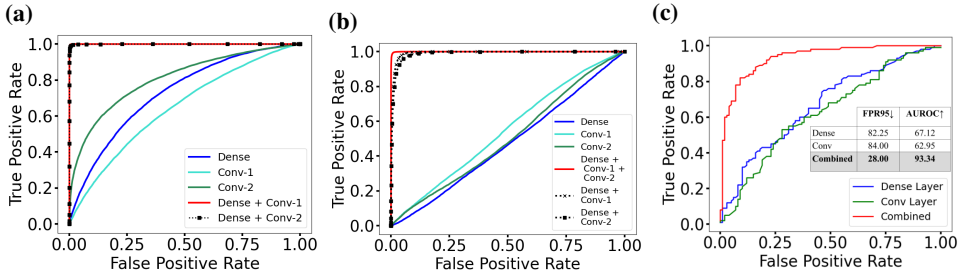 (a)
True Positive Rate
1.0
0.8
0.6
0.4
0.2
0.0
Dense
Conv-1
Conv-2
Dense + Conv-1
Dense + Conv-2
0.00 0.25 0.50 0.75 1.00
False Positive Rate
(b)
True Positive Rate
1.0
0.8
0.6
0.4
0.2
0.0
Dense
Conv-1
Conv-2
Dense +
Conv-1 +
Conv-2
Dense +
Conv-1
Dense +
Conv-2
0.00 0.25 0.50 0.75 1.00
False Positive Rate
(c)
True Positive Rate
1.0
0.8
0.6
0.4
0.2
0.0
FPR95↓ AUROC↑
Dense 82.25 67.12
Conv 84.00 62.95
Combined 28.00 93.34
Dense Layer
Conv Layer
Combined
0.00 0.25 0.50 0.75 1.00
False Positive Rate